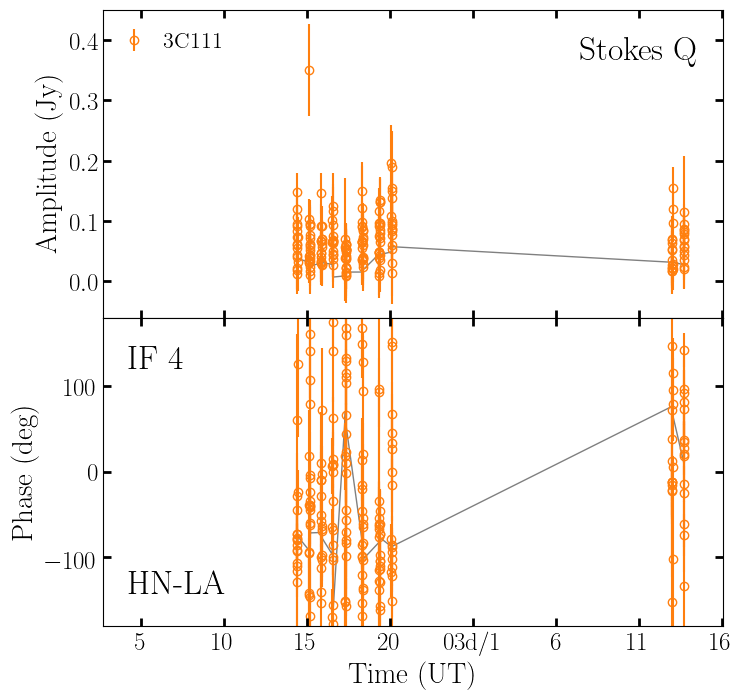 3C111
Stokes Q
0.4
0.3
0.2
0.1
0.0
Amplitude (Jy)
IF 4
100
0
−100
Phase (deg)
HN-LA
5 10 15 20 03d/1 6 11 16
Time (UT)